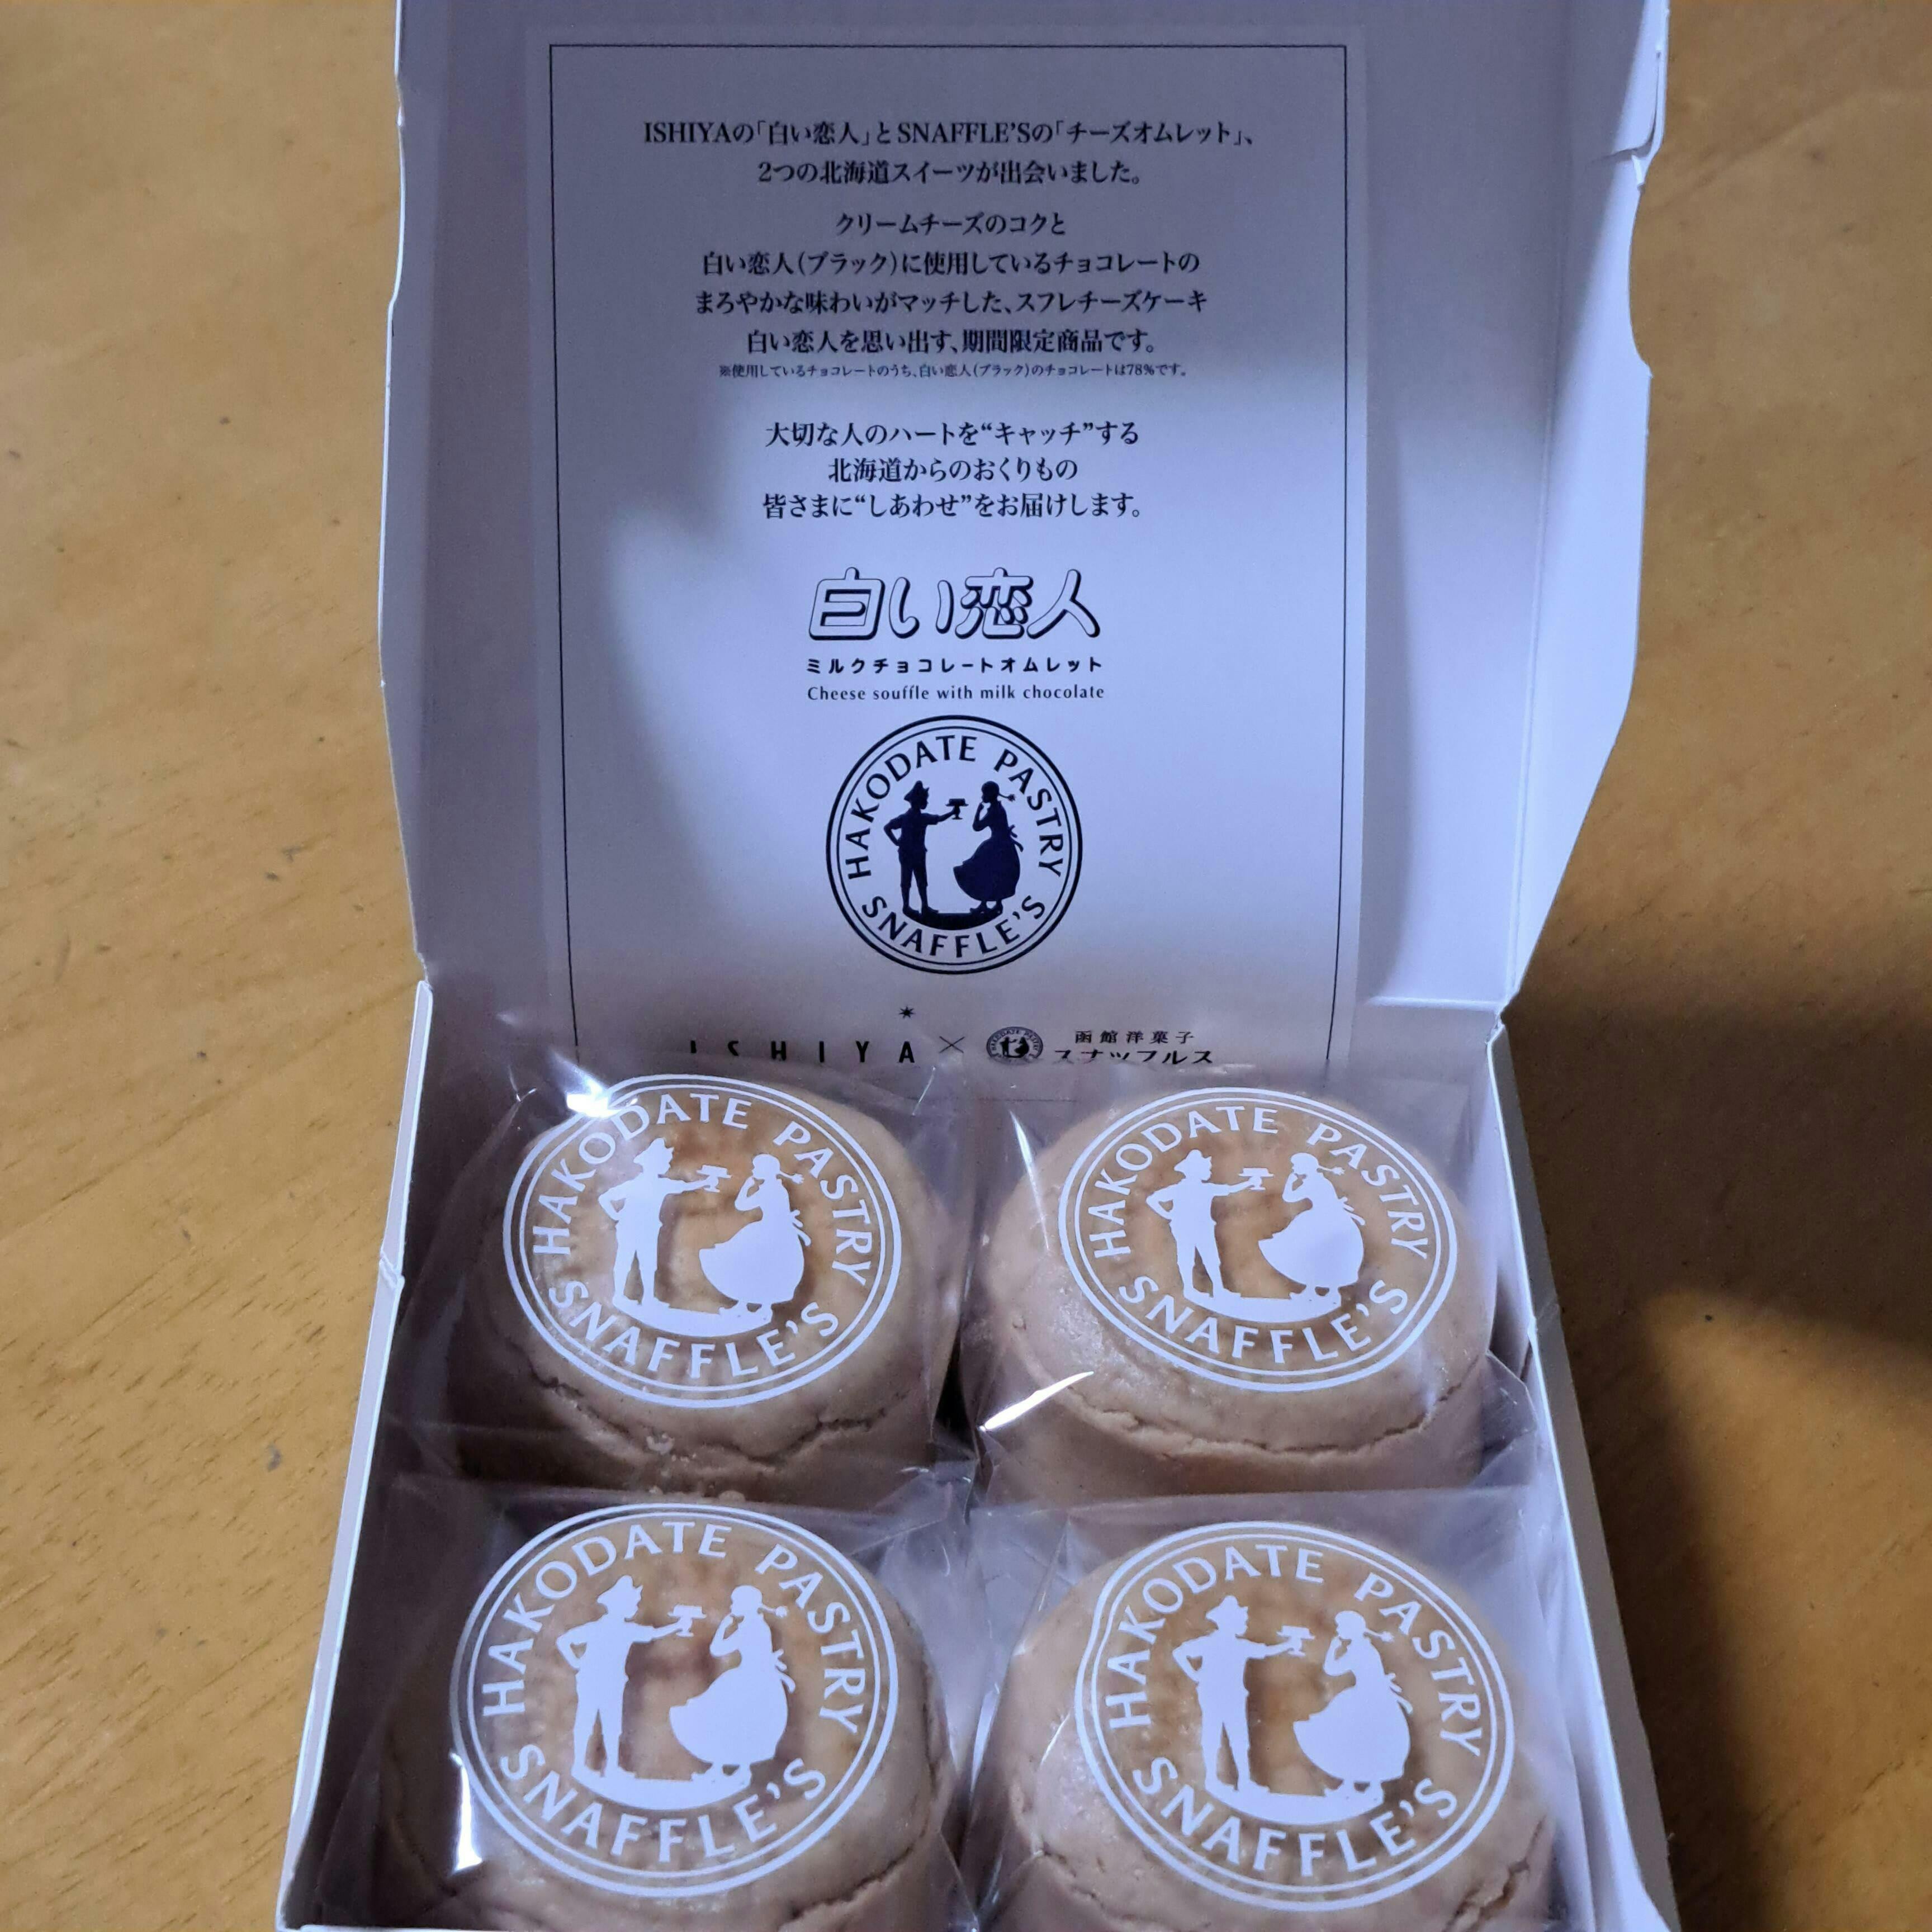 ISHIYAの「白い恋人」とSNAFFLE'Sの「チーズオムレット」、
2つの北海道スイーツが出会いました。
クリームチーズのコクと
白い恋人(ブラック)に使用しているチョコレートの
まろやかな味わいがマッチした、スフレチーズケーキ
白い恋人を思い出す、期間限定商品です。
※使用しているチョコレートのうち、白い恋人(ブラック)のチョコレートは78%です。
大切な人のハートを“キャッチ”する
北海道からのおくりもの
皆さまに“しあわせ”をお届けします。
白い恋人
ミルクチョコレートオムレット
Cheese souffle with milk chocolate
HAKODATE PASTRY
SNAFFLE'S
ISHIYA × 函館洋菓子
スナッフルス
HAKODATE PASTRY
SNAFFLE'S
HAKODATE PASTRY
SNAFFLE'S
HAKODATE PASTRY
SNAFFLE'S
HAKODATE PASTRY
SNAFFLE'S